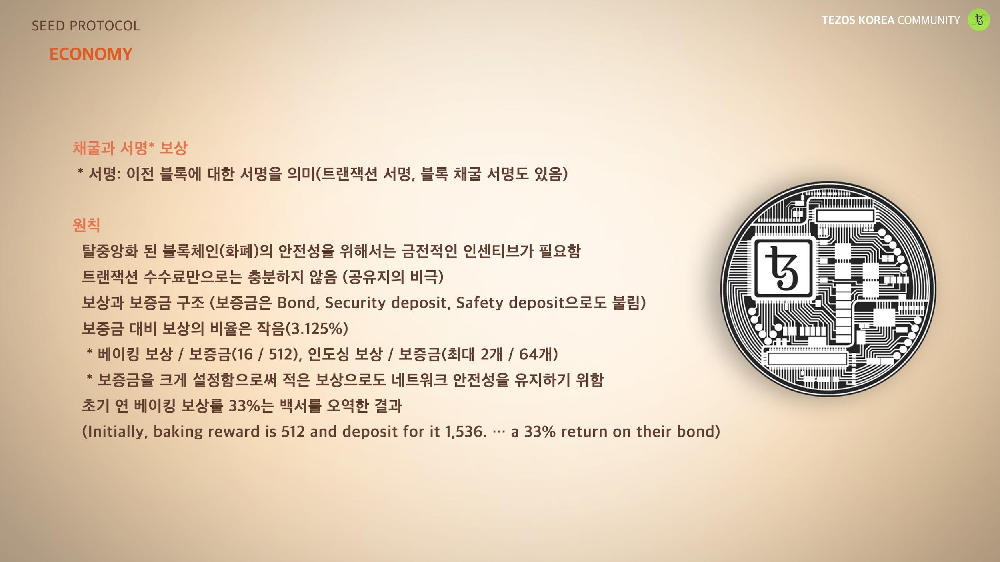 SEED PROTOCOL
TEZOS KOREA COMMUNITY
ECONOMY
채굴과 서명* 보상
* 서명: 이전 블록에 대한 서명을 의미(트랜잭션 서명, 블록 채굴 서명도 있음)
원칙
탈중앙화 된 블록체인(화폐)의 안전성을 위해서는 금전적인 인센티브가 필요함
트랜잭션 수수료만으로는 충분하지 않음 (공유지의 비극)
보상과 보증금 구조 (보증금은 Bond, Security deposit, Safety deposit으로도 불림)
보증금 대비 보상의 비율은 작음(3.125%)
* 베이킹 보상 / 보증금(16 / 512), 인도싱 보상 / 보증금(최대 2개 / 64개)
* 보증금을 크게 설정함으로써 적은 보상으로도 네트워크 안전성을 유지하기 위함
초기 연 베이킹 보상률 33%는 백서를 오역한 결과
(Initially, baking reward is 512 and deposit for it 1,536. … a 33% return on their bond)